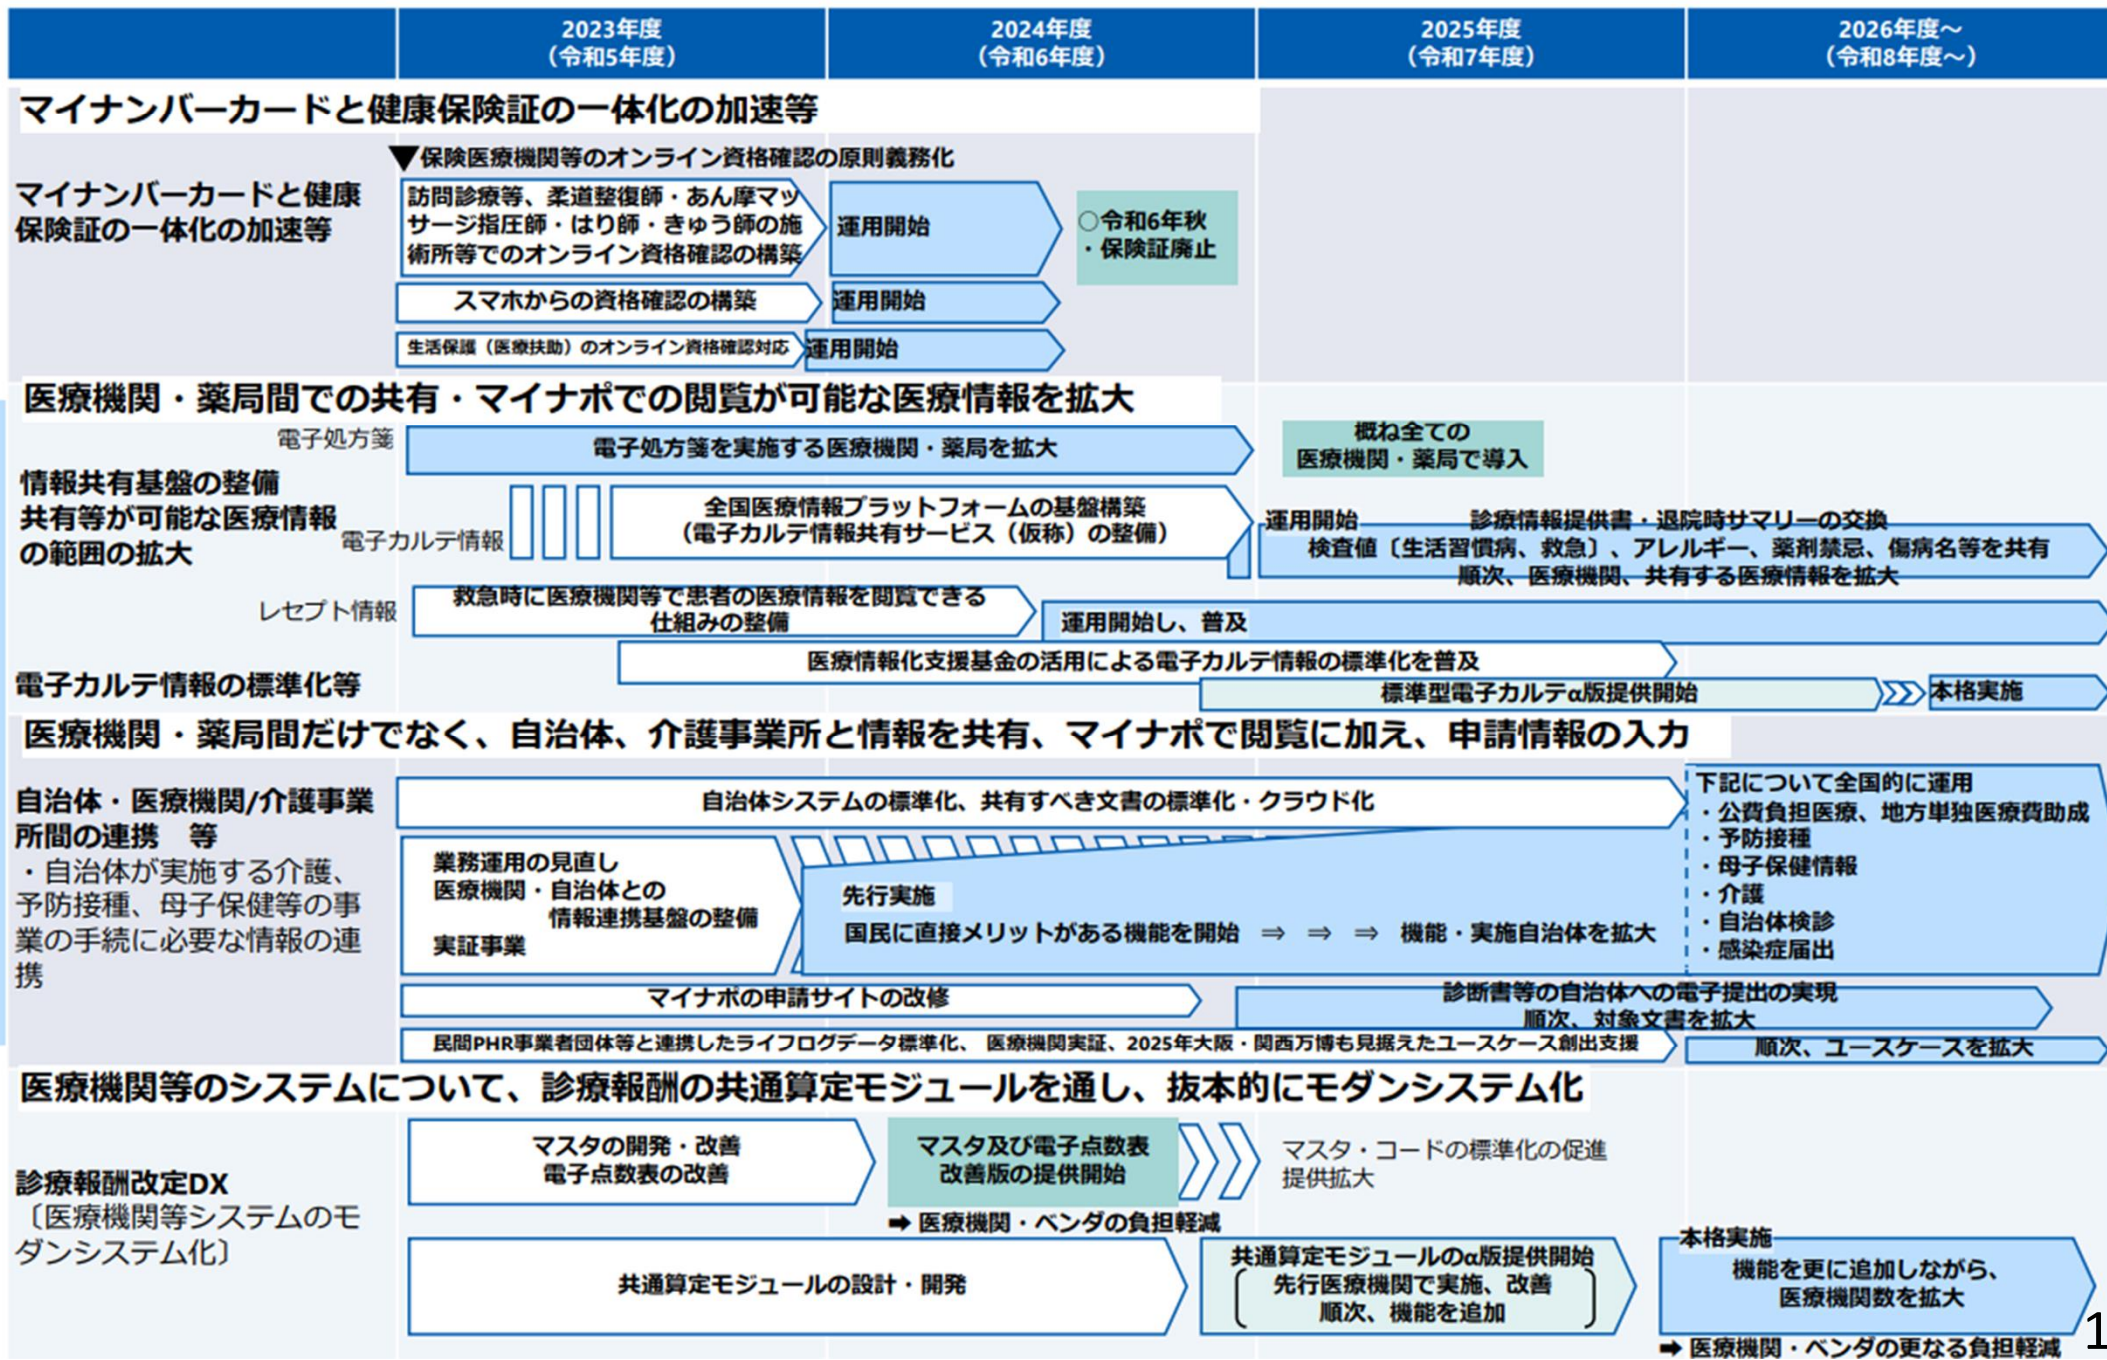 2023年度
（令和5年度）
2024年度
（令和6年度）
2025年度
（令和7年度）
2026年度～
（令和8年度～）
マイナンバーカードと健康保険証の一体化の加速等
▼保険医療機関等のオンライン資格確認の原則義務化
マイナンバーカードと健康
保険証の一体化の加速等
訪問診療等、柔道整復師・あん摩マッ
サージ指圧師・はり師・きゅう師の施
術所等でのオンライン資格確認の構築
運用開始
○令和6年秋
・保険証廃止
スマホからの資格確認の構築
運用開始
生活保護（医療扶助）のオンライン資格確認対応
運用開始
医療機関・薬局間での共有・マイナポでの閲覧が可能な医療情報を拡大
電子処方箋
電子処方箋を実施する医療機関・薬局を拡大
概ね全ての
医療機関・薬局で導入
情報共有基盤の整備
共有等が可能な医療情報
の範囲の拡大
電子カルテ情報
全国医療情報プラットフォームの基盤構築
（電子カルテ情報共有サービス（仮称）の整備）
運用開始
診療情報提供書・退院時サマリーの交換
検査値〔生活習慣病、救急〕、アレルギー、薬剤禁忌、傷病名等を共有
順次、医療機関、共有する医療情報を拡大
レセプト情報
救急時に医療機関等で患者の医療情報を閲覧できる
仕組みの整備
運用開始し、普及
医療情報化支援基金の活用による電子カルテ情報の標準化を普及
電子カルテ情報の標準化等
標準型電子カルテα版提供開始
本格実施
医療機関・薬局間だけでなく、自治体、介護事業所と情報を共有、マイナポで閲覧に加え、申請情報の入力
自治体・医療機関/介護事業
所間の連携　等
・自治体が実施する介護、
予防接種、母子保健等の事
業の手続に必要な情報の連
携
自治体システムの標準化、共有すべき文書の標準化・クラウド化
業務運用の見直し
医療機関・自治体との
情報連携基盤の整備
実証事業
先行実施
国民に直接メリットがある機能を開始　⇒　⇒　⇒　機能・実施自治体を拡大
下記について全国的に運用
・公費負担医療、地方単独医療費助成
・予防接種
・母子保健情報
・介護
・自治体検診
・感染症届出
マイナポの申請サイトの改修
診断書等の自治体への電子提出の実現
順次、対象文書を拡大
民間PHR事業者団体等と連携したライフログデータ標準化、 医療機関実証、2025年大阪・関西万博も見据えたユースケース創出支援
順次、ユースケースを拡大
医療機関等のシステムについて、診療報酬の共通算定モジュールを通し、抜本的にモダンシステム化
診療報酬改定DX
〔医療機関等システムのモ
ダンシステム化〕
マスタの開発・改善
電子点数表の改善
マスタ及び電子点数表
改善版の提供開始
マスタ・コードの標準化の促進
提供拡大
➡ 医療機関・ベンダの負担軽減
共通算定モジュールの設計・開発
共通算定モジュールのα版提供開始
先行医療機関で実施、改善
順次、機能を追加
本格実施
機能を更に追加しながら、
医療機関数を拡大
➡ 医療機関・ベンダの更なる負担軽減
1